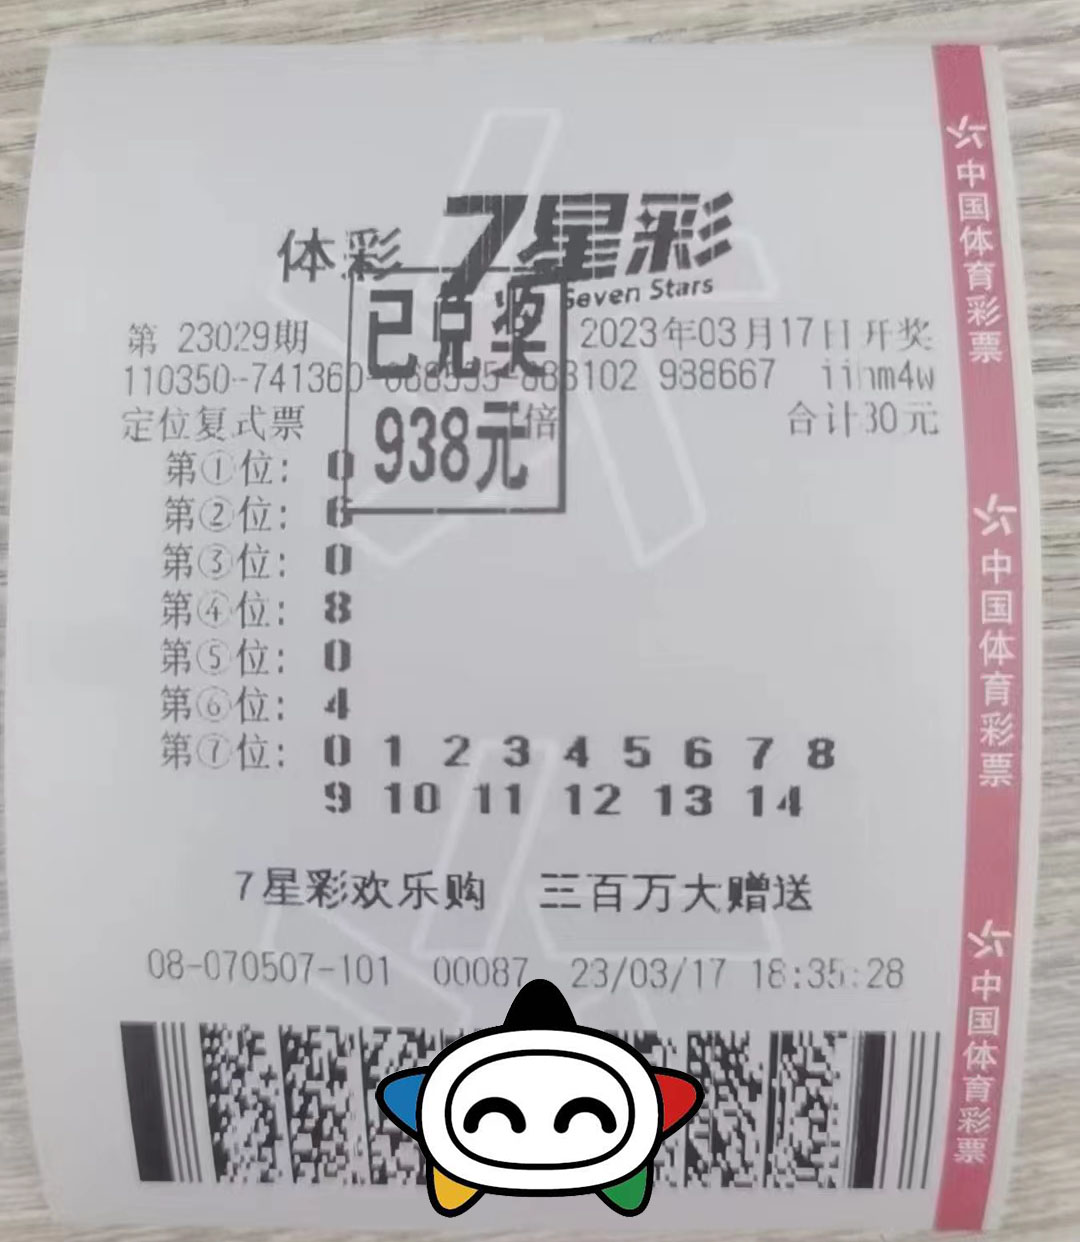 体彩 7星彩
Seven Stars
已兑奖
938元
第 23029期 2023年03月17日开奖
110350-741360- 102 988667
定位复式票 倍 合计30元
第①位: 0
第②位: 6
第③位: 0
第④位: 8
第⑤位: 0
第⑥位: 4
第⑦位: 0 1 2 3 4 5 6 7 8
9 10 11 12 13 14
7星彩欢乐购 三百万大赠送
08-070507-101 00087 23/03/17 18:35:28
中国体育彩票
中国体育彩票
中国体育彩票